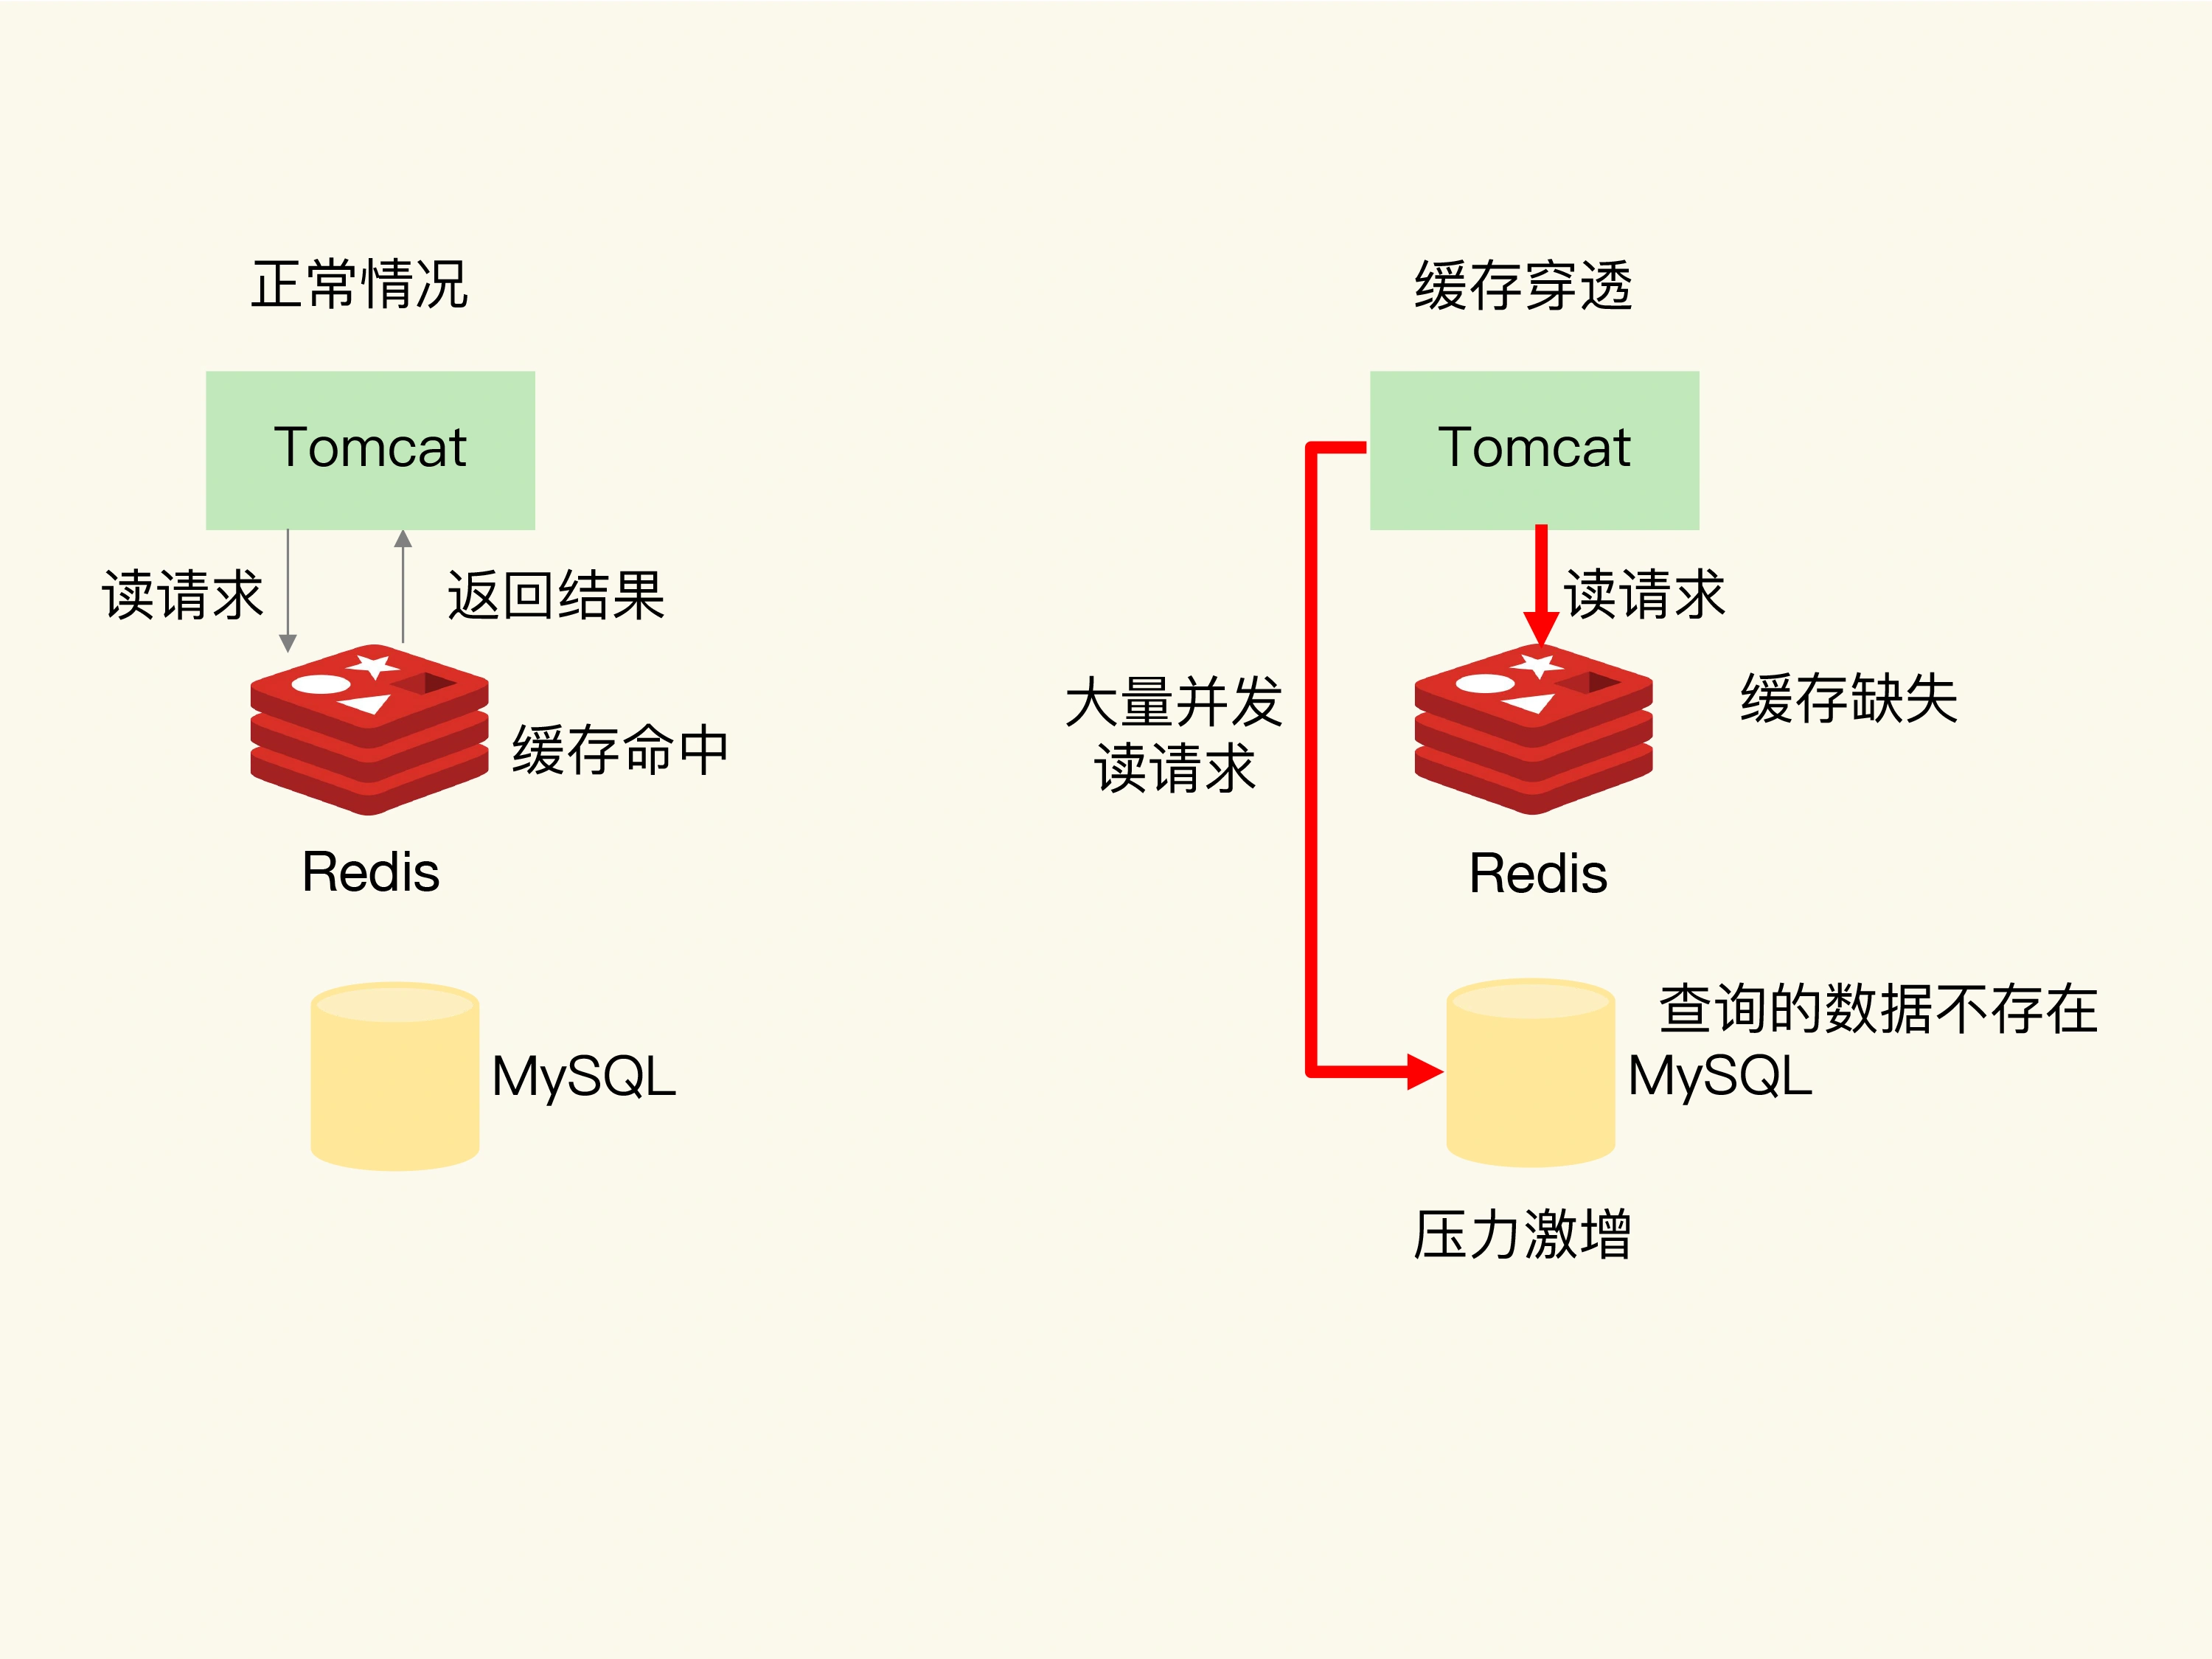 正常情况
Tomcat
读请求
返回结果
缓存命中
Redis
MySQL
缓存穿透
Tomcat
读请求
大量并发
读请求
缓存缺失
Redis
查询的数据不存在
MySQL
压力激增